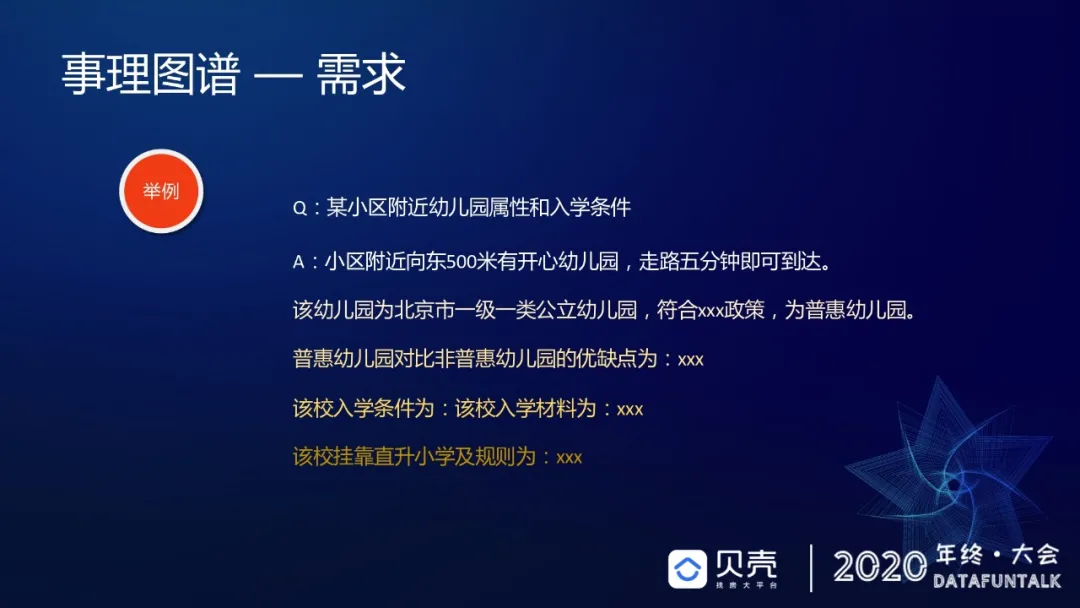 事理图谱 — 需求
举例
Q：某小区附近幼儿园属性和入学条件
A：小区附近向东500米有开心幼儿园，走路五分钟即可到达。
该幼儿园为北京市一级一类公立幼儿园，符合xxx政策，为普惠幼儿园。
普惠幼儿园对比非普惠幼儿园的优缺点为：xxx
该校入学条件为：该校入学材料为：xxx
该校挂靠直升小学及规则为：xxx
贝壳
找房大平台
2020
年终·大会
DATAFUNTALK